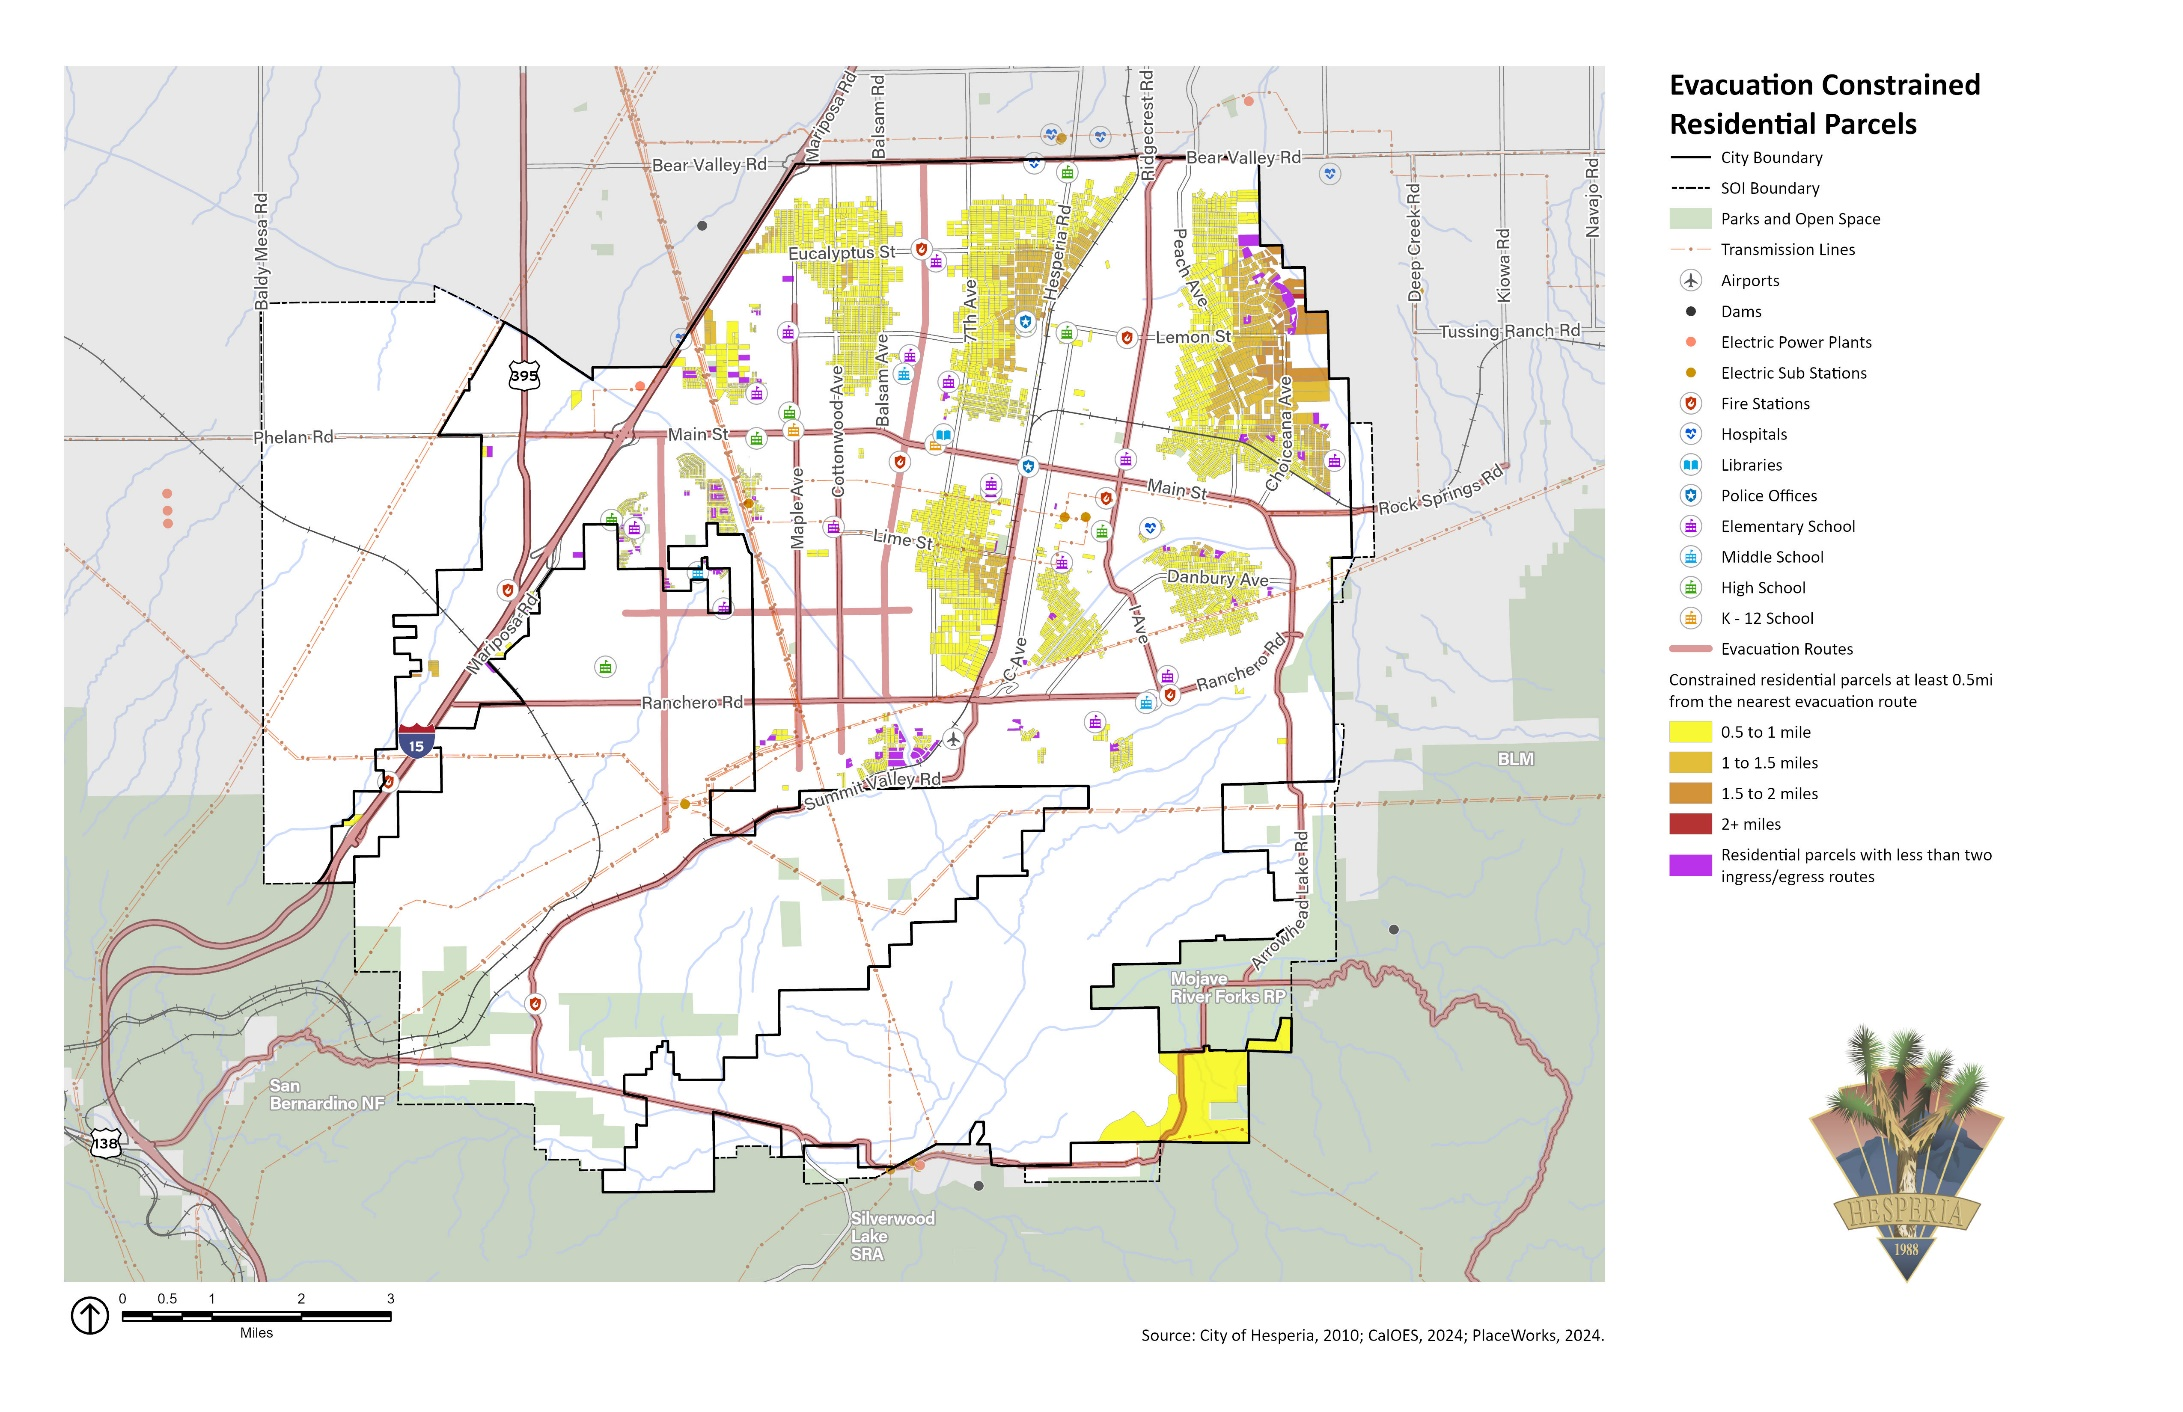 Evacuation Constrained
Residential Parcels
City Boundary
SOI Boundary
Parks and Open Space
Transmission Lines
Airports
Dams
Electric Power Plants
Electric Sub Stations
Fire Stations
Hospitals
Libraries
Police Offices
Elementary School
Middle School
High School
K - 12 School
Evacuation Routes
Constrained residential parcels at least 0.5mi
from the nearest evacuation route
0.5 to 1 mile
1 to 1.5 miles
1.5 to 2 miles
2+ miles
Residential parcels with less than two
ingress/egress routes
Mariposa Rd
Balsam Rd
Ridgecrest Rd
Bear Valley Rd
Bear Valley Rd
Baldy Mesa Rd
Deep Creek Rd
Kiowa Rd
Navajo Rd
Eucalyptus St
Hesperia Rd
Peach Ave
7Th Ave
Lemon St
Tussing Ranch Rd
395
Balsam Ave
Cottonwood Ave
Choiceana Ave
Phelan Rd
Main St
Maple Ave
Main St
Rock Springs Rd
Lime St
Danbury Ave
Mariposa Rd
I Ave
C Ave
Ranchero Rd
Ranchero Rd
15
BLM
Summit Valley Rd
Arrowhead Lake Rd
Mojave
River Forks RP
San
Bernardino NF
138
Silverwood
Lake
SRA
HESPERIA
1988
0 0.5 1 2 3
Miles
Source: City of Hesperia, 2010; CalOES, 2024; PlaceWorks, 2024.